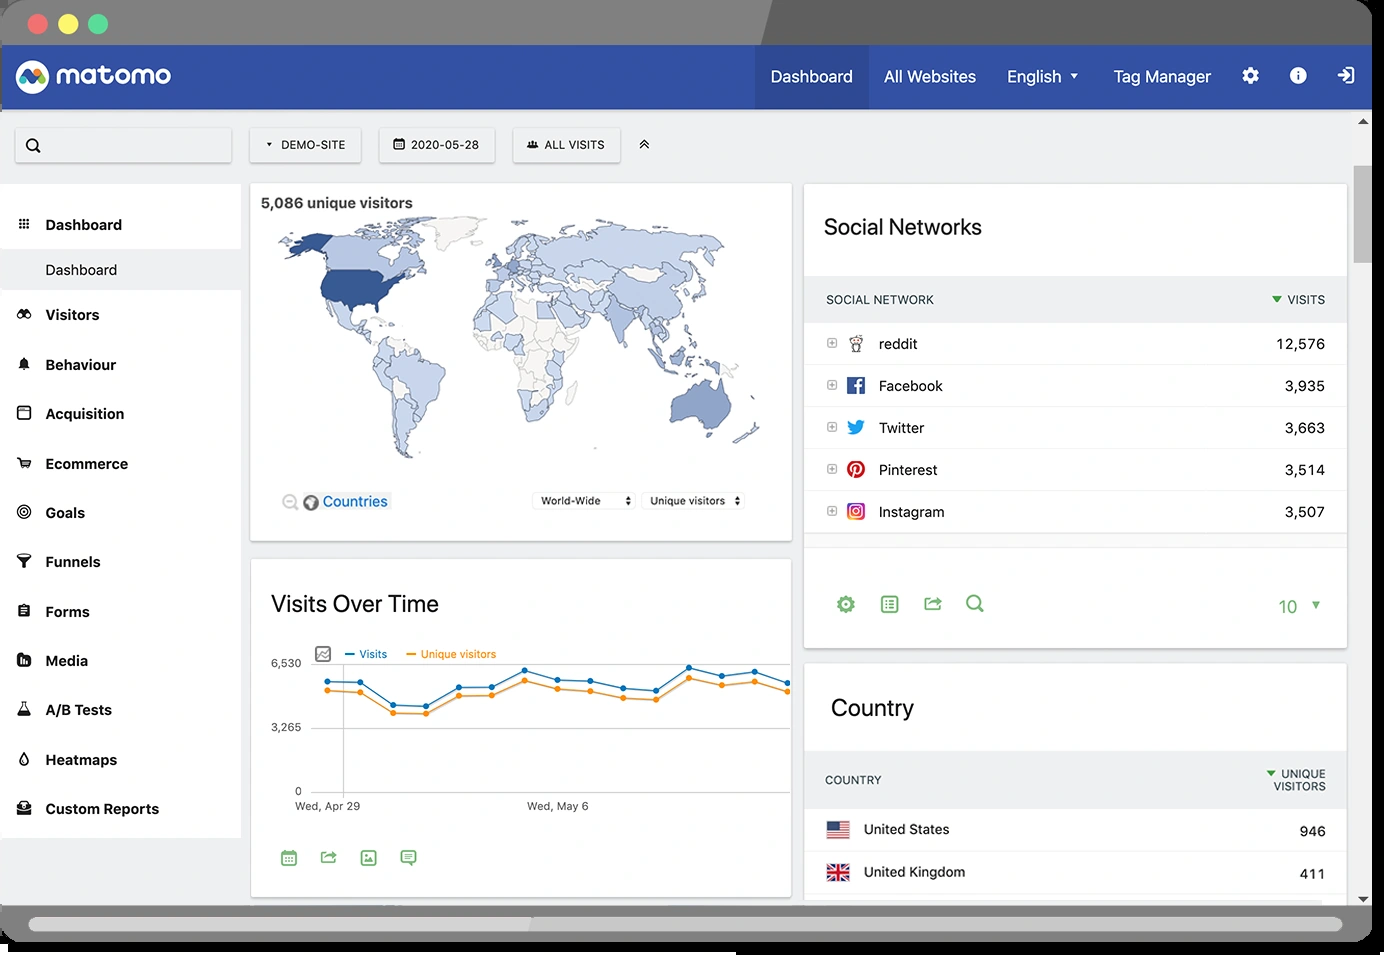 matomo
Dashboard
All Websites
English
Tag Manager
DEMO-SITE
2020-05-28
ALL VISITS
Dashboard
Dashboard
Visitors
Behaviour
Acquisition
Ecommerce
Goals
Funnels
Forms
Media
A/B Tests
Heatmaps
Custom Reports
5,086 unique visitors
Countries
World-Wide
Unique visitors
Visits Over Time
Visits
Unique visitors
6,530
3,265
0
Wed, Apr 29
Wed, May 6
Social Networks
SOCIAL NETWORK VISITS
reddit 12,576
Facebook 3,935
Twitter 3,663
Pinterest 3,514
Instagram 3,507
10
Country
COUNTRY
UNIQUE
VISITORS
United States 946
United Kingdom 411